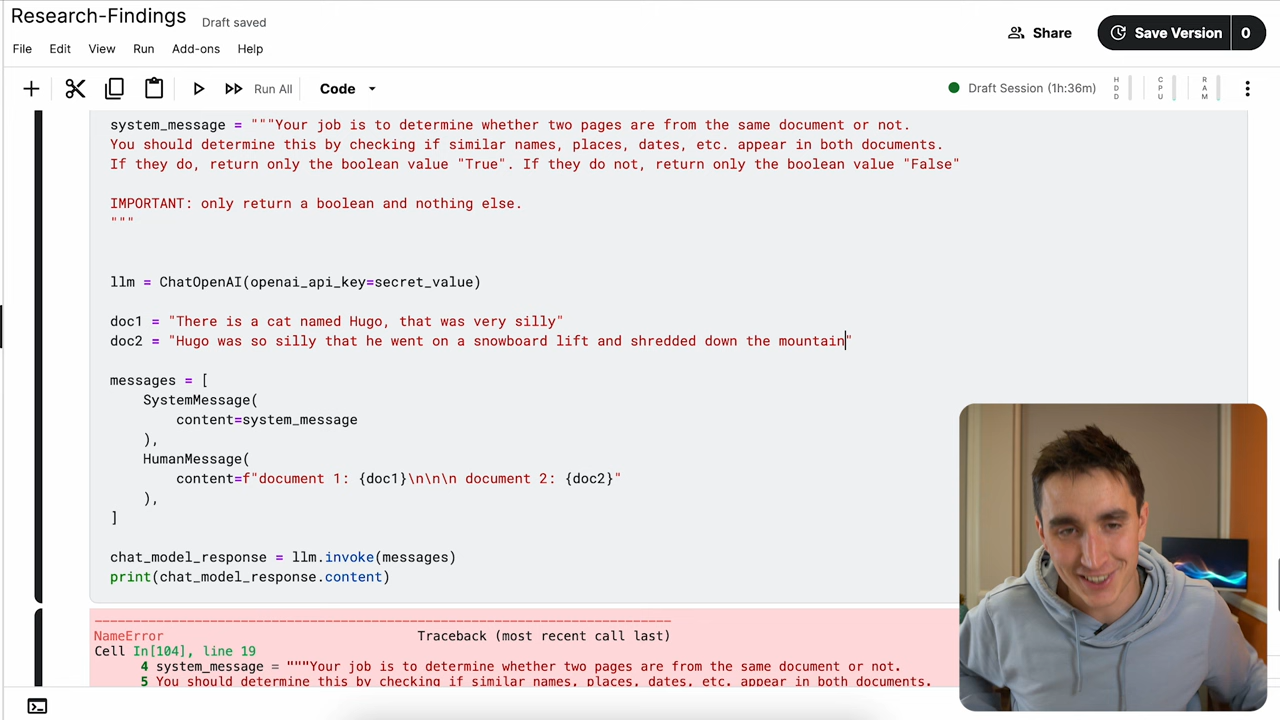 Research-Findings Draft saved
File Edit View Run Add-ons Help
Share
Save Version 0
Run All
Code
Draft Session (1h:36m)
HDD
CPU
RAM
system_message = """Your job is to determine whether two pages are from the same document or not.
You should determine this by checking if similar names, places, dates, etc. appear in both documents.
If they do, return only the boolean value "True". If they do not, return only the boolean value "False"
IMPORTANT: only return a boolean and nothing else.
"""
llm = ChatOpenAI(openai_api_key=secret_value)
doc1 = "There is a cat named Hugo, that was very silly"
doc2 = "Hugo was so silly that he went on a snowboard lift and shredded down the mountain"
messages = [
SystemMessage(
content=system_message
),
HumanMessage(
content=f"document 1: {doc1}\n\n\n document 2: {doc2}"
),
]
chat_model_response = llm.invoke(messages)
print(chat_model_response.content)
---------------------------------------------------------------------------
NameError Traceback (most recent call last)
Cell In[104], line 19
4 system_message = """Your job is to determine whether two pages are from the same document or not.
5 You should determine this by checking if similar names, places, dates, etc. appear in both documents.